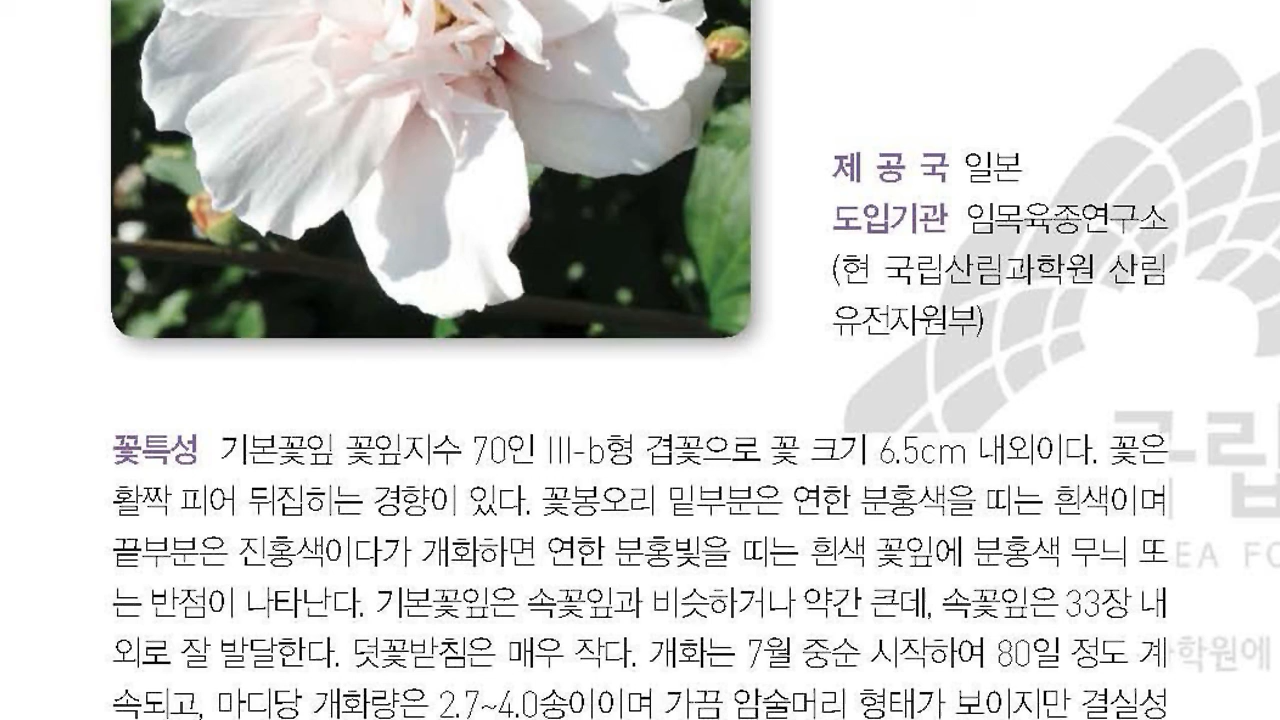 제 공 국 일본
도입기관 임목육종연구소
(현 국립산림과학원 산림
유전자원부)
꽃특성 기본꽃잎 꽃잎지수 70인 III-b형 겹꽃으로 꽃 크기 6.5cm 내외이다. 꽃은
활짝 피어 뒤집히는 경향이 있다. 꽃봉오리 밑부분은 연한 분홍색을 띠는 흰색이며
끝부분은 진홍색이다가 개화하면 연한 분홍빛을 띠는 흰색 꽃잎에 분홍색 무늬 또
는 반점이 나타난다. 기본꽃잎은 속꽃잎과 비슷하거나 약간 큰데, 속꽃잎은 33장 내
외로 잘 발달한다. 덧꽃받침은 매우 작다. 개화는 7월 중순 시작하여 80일 정도 계
속되고, 마디당 개화량은 2.7~4.0송이이며 가끔 암술머리 형태가 보이지만 결실성
국립
EA FO
학원에